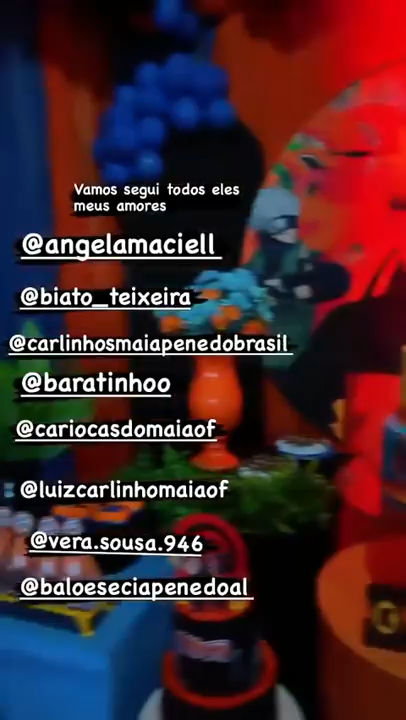 Vamos segui todos eles
meus amores
@angelamaciell
@biato_teixeira
@carlinhosmaiapenedobrasil
@baratinhoo
@cariocasdomaiaof
@luizcarlinhomaiaof
@vera.sousa.946
@baloeseciapenedoal